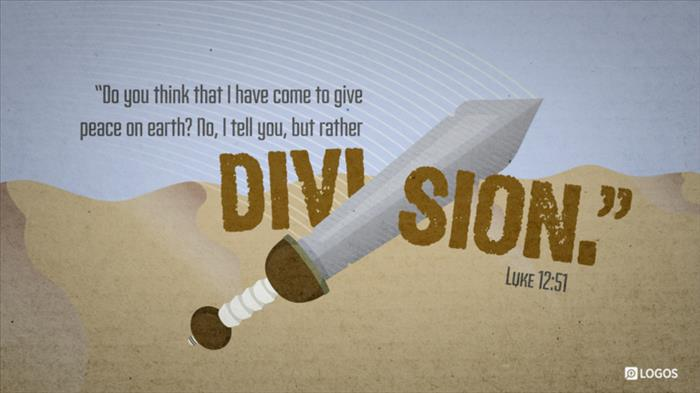 “Do you think that I have come to give
peace on earth? No, I tell you, but rather
DIVISION.”
Luke 12:51
LOGOS